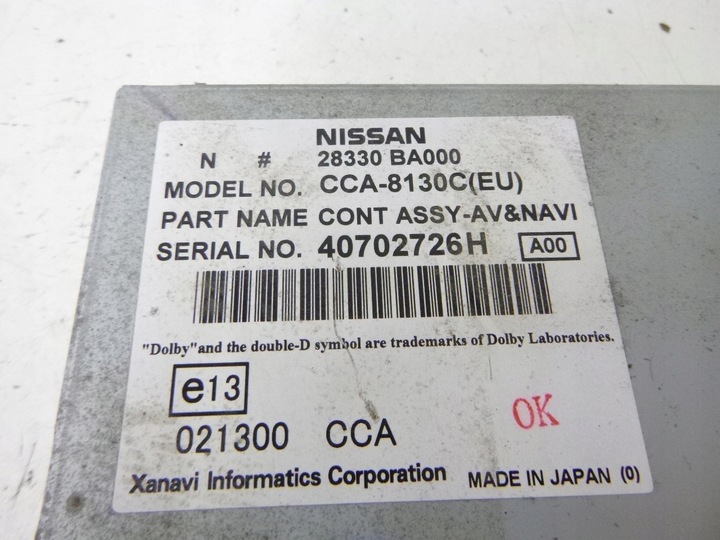 NISSAN
N # 28330 BA000
MODEL NO. CCA-8130C(EU)
PART NAME CONT ASSY-AV&NAVI
SERIAL NO. 40702726H A00
"Dolby"and the double-D symbol are trademarks of Dolby Laboratories.
e13
OK
021300 CCA
Xanavi Informatics Corporation MADE IN JAPAN (0)